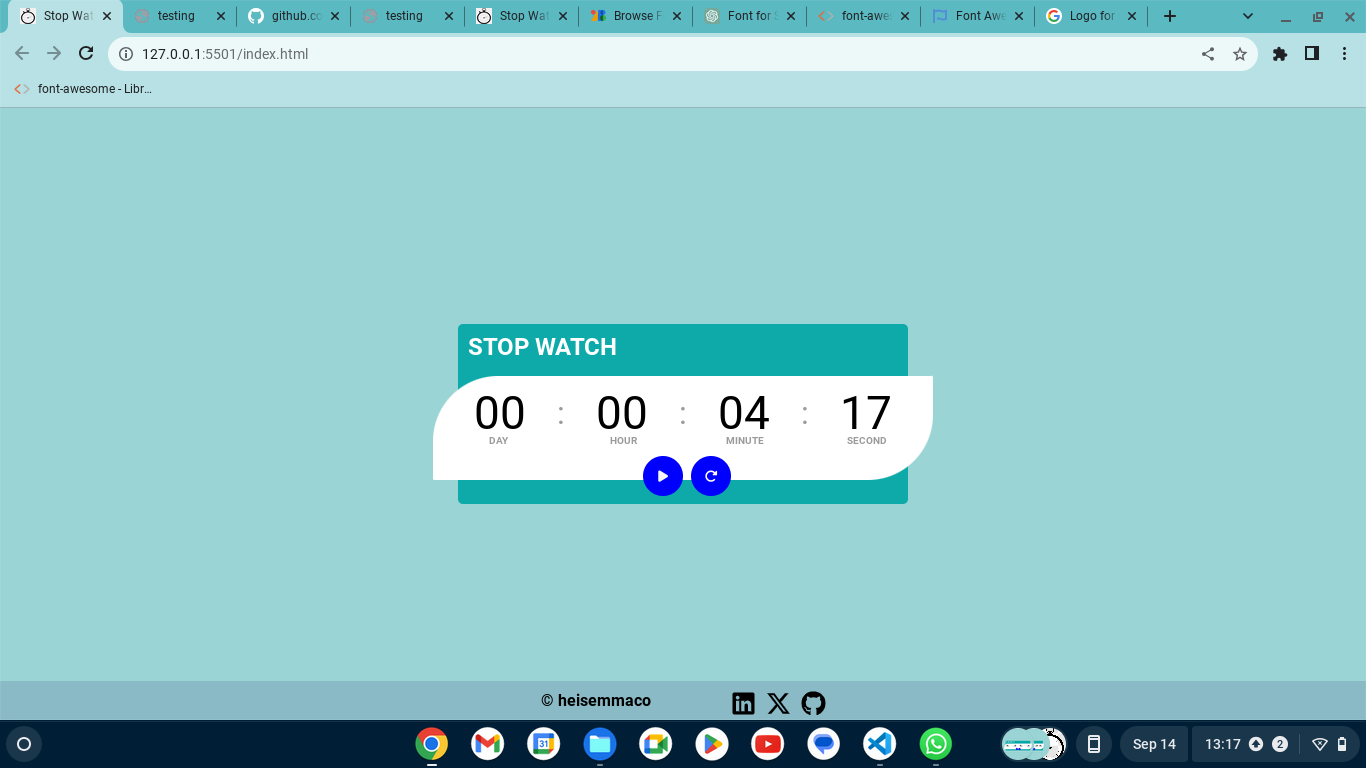 Stop Wat
testing
github.co
testing
Stop Wat
Browse F
Font for S
font-awes
Font Awe
Logo for
127.0.0.1:5501/index.html
font-awesome - Libr...
STOP WATCH
00 : 00 : 04 : 17
DAY HOUR MINUTE SECOND
© heisemmaco
31
Sep 14
13:17
2